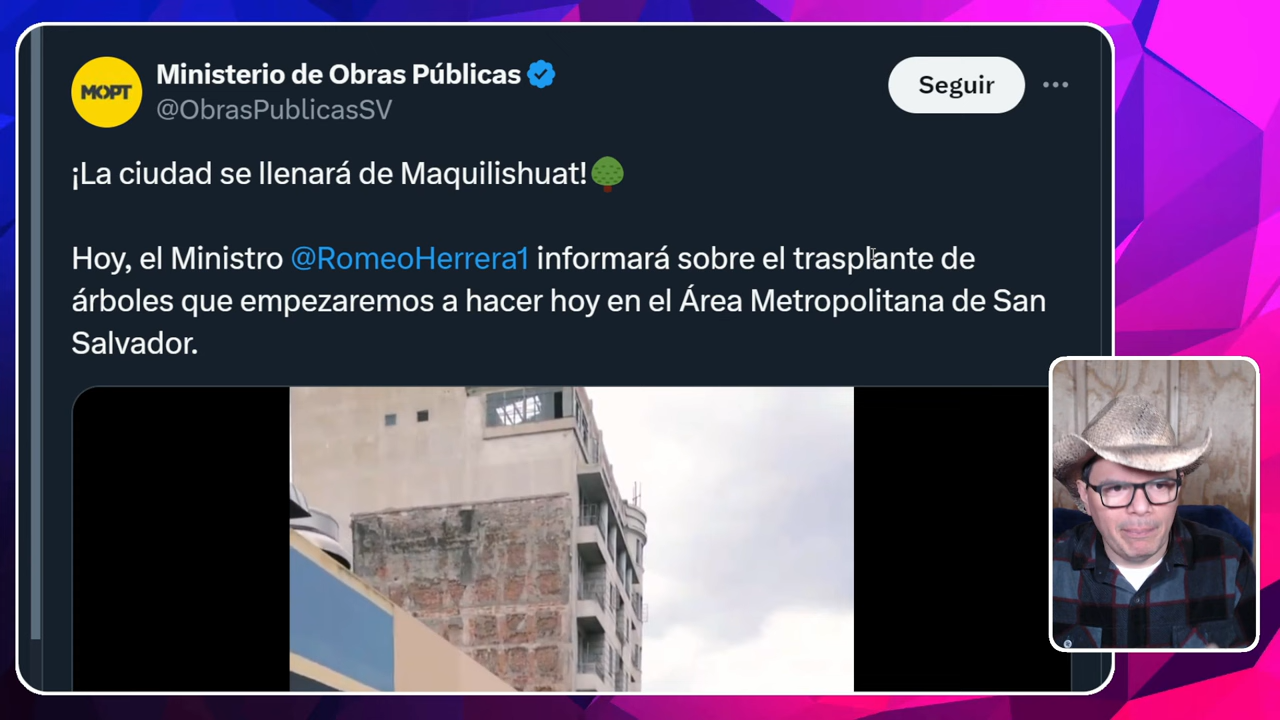 MOPT
Ministerio de Obras Públicas
@ObrasPublicasSV
Seguir
¡La ciudad se llenará de Maquilishuat!
Hoy, el Ministro @RomeoHerrera1 informará sobre el trasplante de
árboles que empezaremos a hacer hoy en el Área Metropolitana de San
Salvador.